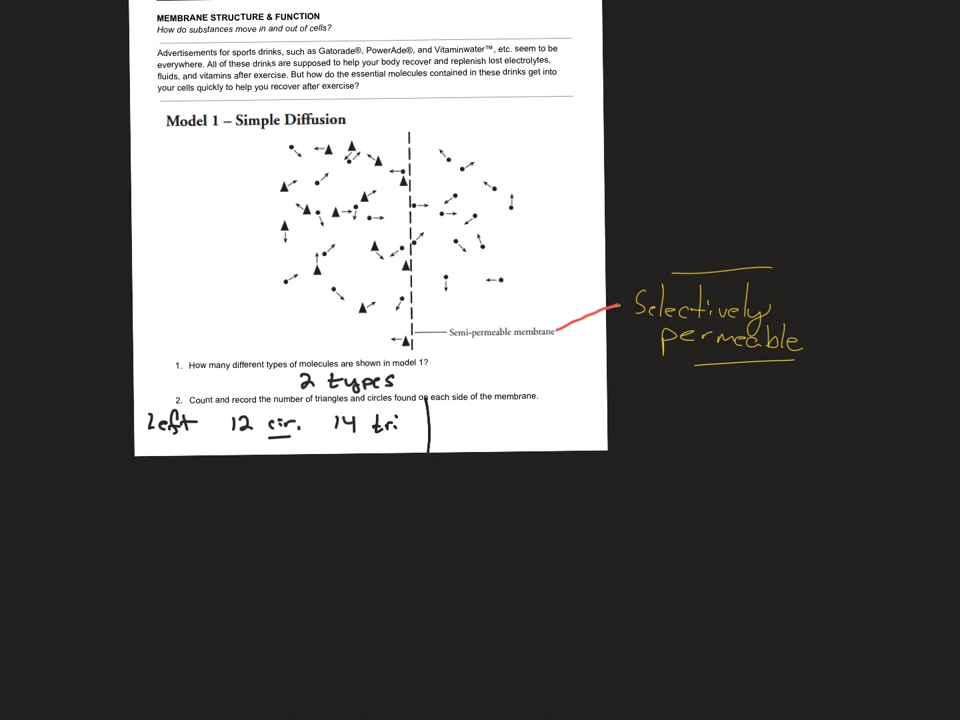 MEMBRANE STRUCTURE & FUNCTION
How do substances move in and out of cells?
Advertisements for sports drinks, such as Gatorade®, PowerAde®, and Vitaminwater™, etc. seem to be
everywhere. All of these drinks are supposed to help your body recover and replenish lost electrolytes,
fluids, and vitamins after exercise. But how do the essential molecules contained in these drinks get into
your cells quickly to help you recover after exercise?
Model 1 – Simple Diffusion
Semi-permeable membrane
Selectively
permeable
1. How many different types of molecules are shown in model 1?
2 types
2. Count and record the number of triangles and circles found on each side of the membrane.
Left 12 cir. 14 tri